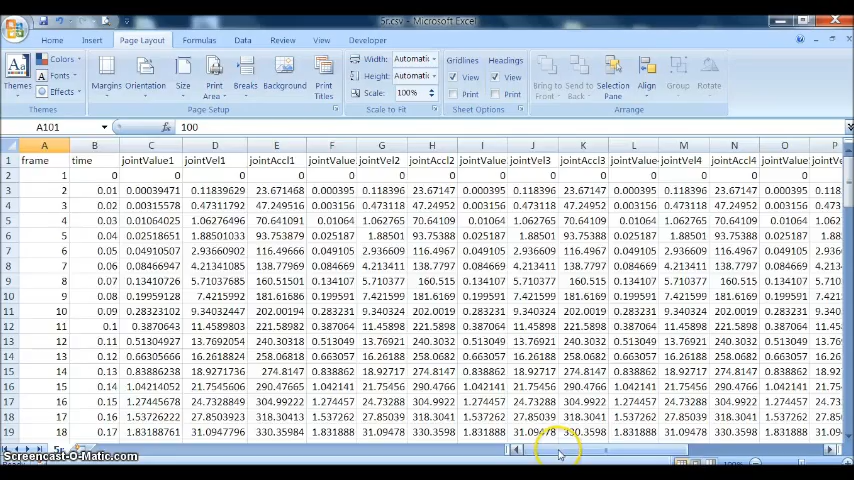 5r.csv - Microsoft Excel
Home Insert Page Layout Formulas Data Review View Developer
Themes Colors Fonts Effects Margins Orientation Size Print Area Breaks Background Print Titles Width: Automatic Height: Automatic Scale: 100% Gridlines View Print Headings View Print Bring to Front Send to Back Selection Pane Align Group Rotate
Themes Page Setup Scale to Fit Sheet Options Arrange
A101 fx 100
A B C D E F G H I J K L M N O P
1 frame time jointValue1 jointVel1 jointAccl1 jointValue jointVel2 jointAccl2 jointValue jointVel3 jointAccl3 jointValue jointVel4 jointAccl4 jointValue jointVe
2 1 0 0 0 0 0 0 0 0 0 0 0 0 0 0
3 2 0.01 0.00039471 0.11839629 23.671468 0.000395 0.118396 23.67147 0.000395 0.118396 23.67147 0.000395 0.118396 23.67147 0.000395 0.118
4 3 0.02 0.00315578 0.47311792 47.249516 0.003156 0.473118 47.24952 0.003156 0.473118 47.24952 0.003156 0.473118 47.24952 0.003156 0.473
5 4 0.03 0.01064025 1.06276496 70.641085 0.01064 1.062765 70.64109 0.01064 1.062765 70.64109 0.01064 1.062765 70.64109 0.01064 1.062
6 5 0.04 0.02518651 1.88501033 93.753879 0.025187 1.88501 93.75388 0.025187 1.88501 93.75388 0.025187 1.88501 93.75388 0.025187 1.88
7 6 0.05 0.04910507 2.93660902 116.49666 0.049105 2.936609 116.4967 0.049105 2.936609 116.4967 0.049105 2.936609 116.4967 0.049105 2.936
8 7 0.06 0.08466947 4.21341085 138.77969 0.084669 4.213411 138.7797 0.084669 4.213411 138.7797 0.084669 4.213411 138.7797 0.084669 4.213
9 8 0.07 0.13410726 5.71037685 160.51501 0.134107 5.710377 160.515 0.134107 5.710377 160.515 0.134107 5.710377 160.515 0.134107 5.710
10 9 0.08 0.19959128 7.4215992 181.61686 0.199591 7.421599 181.6169 0.199591 7.421599 181.6169 0.199591 7.421599 181.6169 0.199591 7.421
11 10 0.09 0.28323102 9.34032447 202.00194 0.283231 9.340324 202.0019 0.283231 9.340324 202.0019 0.283231 9.340324 202.0019 0.283231 9.340
12 11 0.1 0.3870643 11.4589803 221.58982 0.387064 11.45898 221.5898 0.387064 11.45898 221.5898 0.387064 11.45898 221.5898 0.387064 11.45
13 12 0.11 0.51304927 13.7692054 240.30318 0.513049 13.76921 240.3032 0.513049 13.76921 240.3032 0.513049 13.76921 240.3032 0.513049 13.76
14 13 0.12 0.66305766 16.2618824 258.06818 0.663057 16.26188 258.0682 0.663057 16.26188 258.0682 0.663057 16.26188 258.0682 0.663057 16.26
15 14 0.13 0.83886238 18.9271736 274.8147 0.838862 18.92717 274.8147 0.838862 18.92717 274.8147 0.838862 18.92717 274.8147 0.838862 18.92
16 15 0.14 1.04214052 21.7545606 290.47665 1.042141 21.75456 290.4766 1.042141 21.75456 290.4766 1.042141 21.75456 290.4766 1.042141 21.75
17 16 0.15 1.27445678 24.7328849 304.99222 1.274457 24.73288 304.9922 1.274457 24.73288 304.9922 1.274457 24.73288 304.9922 1.274457 24.73
18 17 0.16 1.53726222 27.8503923 318.30413 1.537262 27.85039 318.3041 1.537262 27.85039 318.3041 1.537262 27.85039 318.3041 1.537262 27.85
19 18 0.17 1.83188761 31.0947796 330.35984 1.831888 31.09478 330.3598 1.831888 31.09478 330.3598 1.831888 31.09478 330.3598 1.831888 31.09
Screencast-O-Matic.com